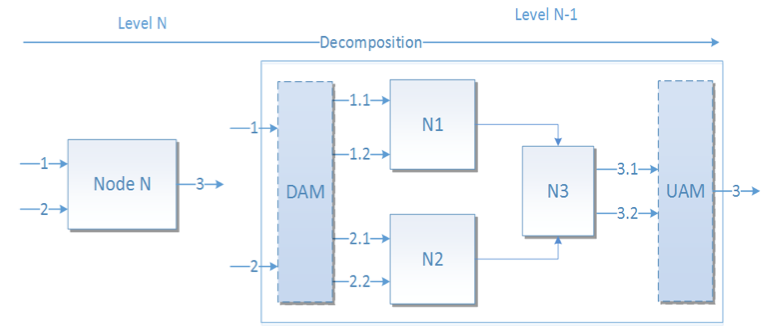 Level N
Level N-1
Decomposition
1
2
Node N
3
1
2
DAM
1.1
1.2
2.1
2.2
N1
N2
N3
3.1
3.2
UAM
3